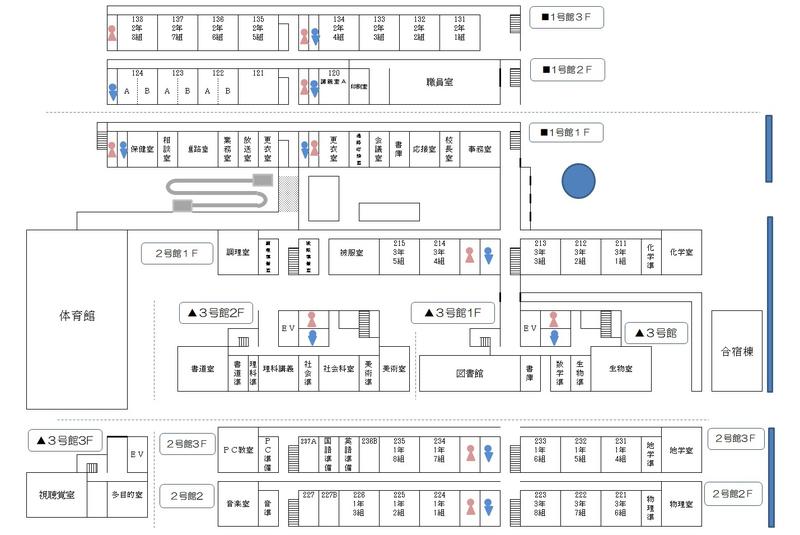 ■1号館3F
138 2年 8組
137 2年 7組
136 2年 6組
135 2年 5組
134 2年 4組
133 2年 3組
132 2年 2組
131 2年 1組
■1号館2F
124 A B
123 A B
122 A B
121
120
印刷室
職員室
■1号館1F
保健室
相談室
進路室
業務室
放送室
更衣室
更衣室
会議室
書庫
応接室
校長室
事務室
2号館1F
調理室
被服室
215 3年 5組
214 3年 4組
213 3年 3組
212 3年 2組
211 3年 1組
化学準
化学室
体育館
▲3号館2F
EV
書道室
書道準
理科準
理科講義
社会準
社会科室
美術準
美術室
▲3号館1F
EV
▲3号館
図書館
書庫
数学準
生物準
生物室
合宿棟
▲3号館3F
EV
視聴覚室
多目的室
2号館3F
PC教室
PC準備
237A
国語準備
英語準備
236B
235 1年 8組
234 1年 7組
233 1年 6組
232 1年 5組
231 1年 4組
地学準
地学室
2号館3F
2号館2
音楽室
音準
227
227B
226 1年 3組
225 1年 2組
224 1年 1組
223 3年 8組
222 3年 7組
221 3年 6組
物理準
物理室
2号館2F